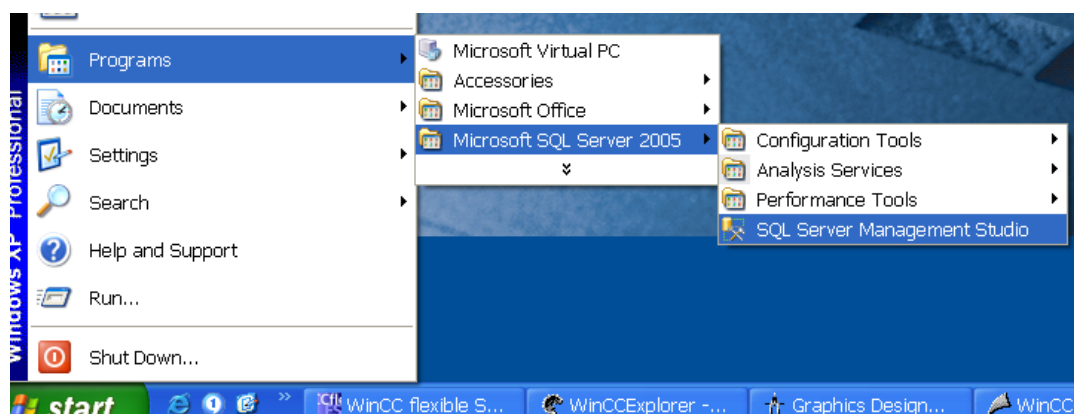 Windows XP Professional
Programs
Documents
Settings
Search
Help and Support
Run...
Shut Down...
Microsoft Virtual PC
Accessories
Microsoft Office
Microsoft SQL Server 2005
Configuration Tools
Analysis Services
Performance Tools
SQL Server Management Studio
start
WinCC flexible S...
WinCCExplorer -...
Graphics Design...
WinCC